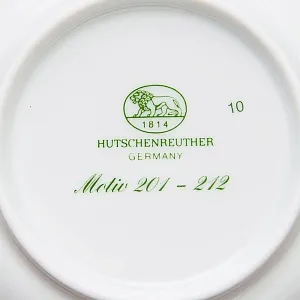 1814
10
HUTSCHENREUTHER
GERMANY
Motiv 201 - 212